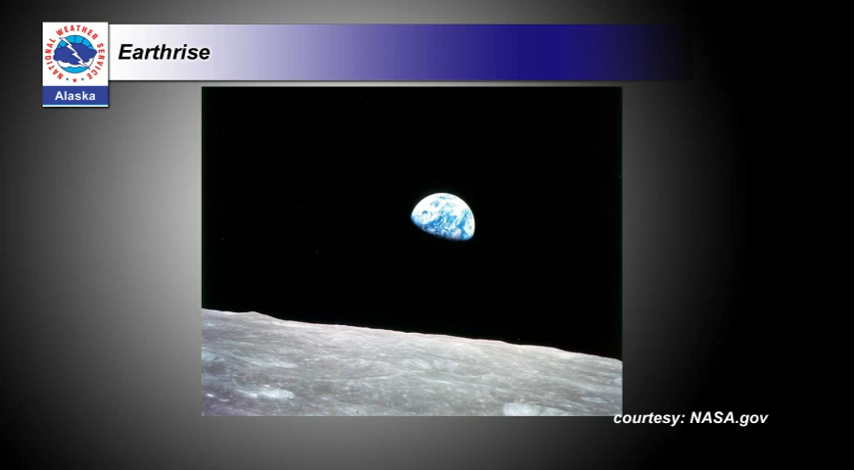 NATIONAL WEATHER SERVICE
Alaska
Earthrise
courtesy: NASA.gov